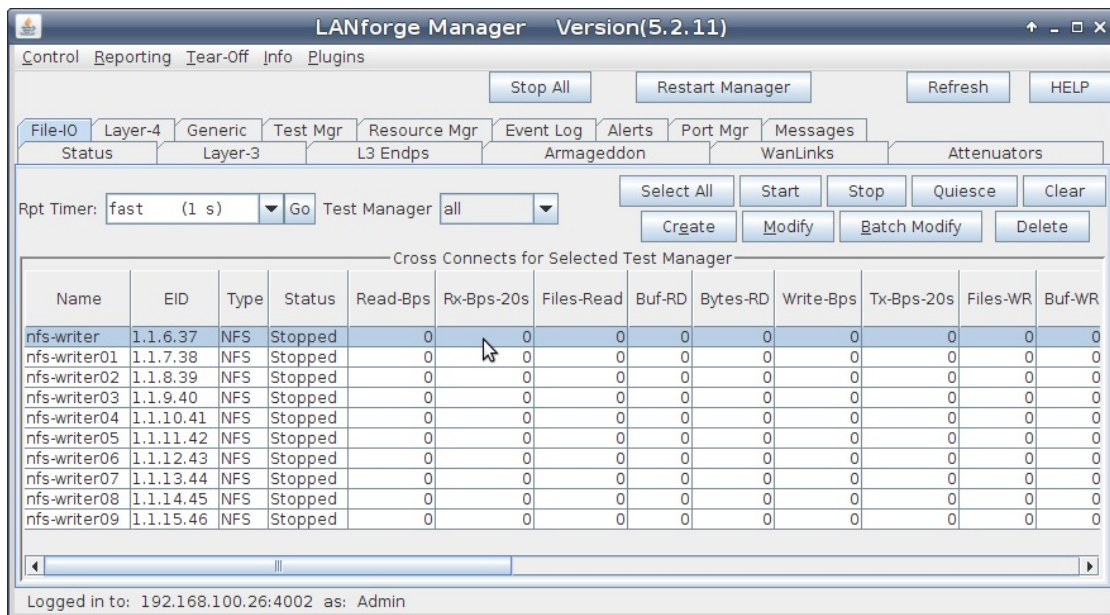 LANforge Manager Version(5.2.11)
Control Reporting Tear-Off Info Plugins
Stop All Restart Manager Refresh HELP
File-IO Layer-4 Generic Test Mgr Resource Mgr Event Log Alerts Port Mgr Messages
Status Layer-3 L3 Endps Armageddon WanLinks Attenuators
Select All Start Stop Quiesce Clear
Rpt Timer: fast (1 s) Go Test Manager all
Create Modify Batch Modify Delete
Cross Connects for Selected Test Manager
Name EID Type Status Read-Bps Rx-Bps-20s Files-Read Buf-RD Bytes-RD Write-Bps Tx-Bps-20s Files-WR Buf-WR
nfs-writer 1.1.6.37 NFS Stopped 0 0 0 0 0 0 0 0 0
nfs-writer01 1.1.7.38 NFS Stopped 0 0 0 0 0 0 0 0 0
nfs-writer02 1.1.8.39 NFS Stopped 0 0 0 0 0 0 0 0 0
nfs-writer03 1.1.9.40 NFS Stopped 0 0 0 0 0 0 0 0 0
nfs-writer04 1.1.10.41 NFS Stopped 0 0 0 0 0 0 0 0 0
nfs-writer05 1.1.11.42 NFS Stopped 0 0 0 0 0 0 0 0 0
nfs-writer06 1.1.12.43 NFS Stopped 0 0 0 0 0 0 0 0 0
nfs-writer07 1.1.13.44 NFS Stopped 0 0 0 0 0 0 0 0 0
nfs-writer08 1.1.14.45 NFS Stopped 0 0 0 0 0 0 0 0 0
nfs-writer09 1.1.15.46 NFS Stopped 0 0 0 0 0 0 0 0 0
Logged in to: 192.168.100.26:4002 as: Admin